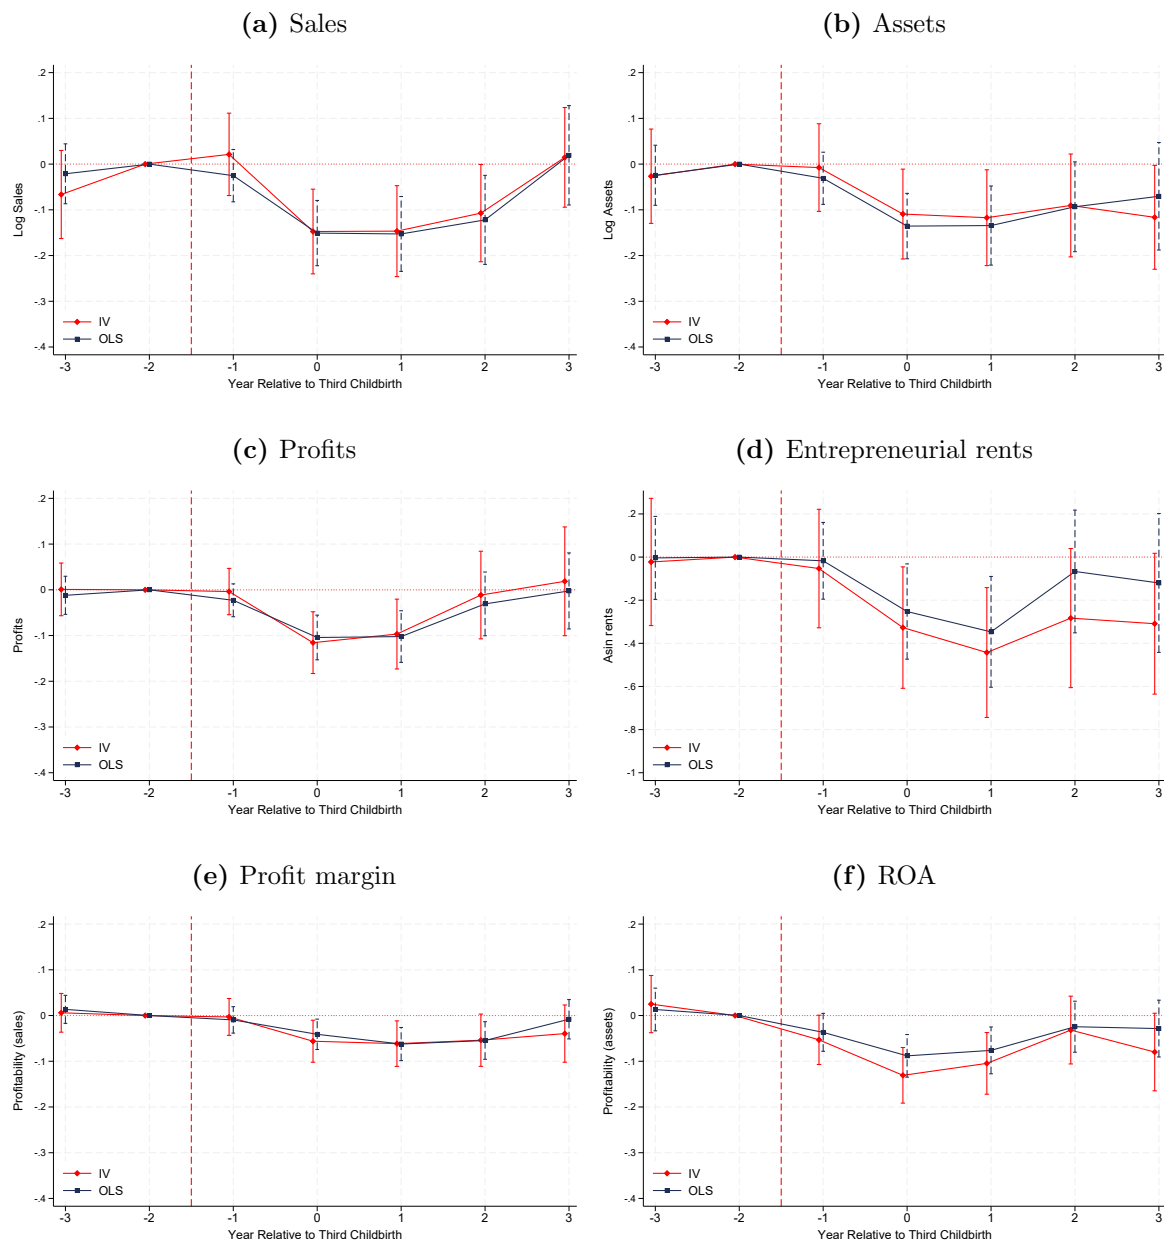 (a) Sales
.2
.1
0
-.1
-.2
-.3
-.4
Log Sales
IV
OLS
-3 -2 -1 0 1 2 3
Year Relative to Third Childbirth
(b) Assets
.2
.1
0
-.1
-.2
-.3
-.4
Log Assets
IV
OLS
-3 -2 -1 0 1 2 3
Year Relative to Third Childbirth
(c) Profits
.2
.1
0
-.1
-.2
-.3
-.4
Profits
IV
OLS
-3 -2 -1 0 1 2 3
Year Relative to Third Childbirth
(d) Entrepreneurial rents
.2
0
-.2
-.4
-.6
-.8
-1
Asin rents
IV
OLS
-3 -2 -1 0 1 2 3
Year Relative to Third Childbirth
(e) Profit margin
.2
.1
0
-.1
-.2
-.3
-.4
Profitability (sales)
IV
OLS
-3 -2 -1 0 1 2 3
Year Relative to Third Childbirth
(f) ROA
.2
.1
0
-.1
-.2
-.3
-.4
Profitability (assets)
IV
OLS
-3 -2 -1 0 1 2 3
Year Relative to Third Childbirth